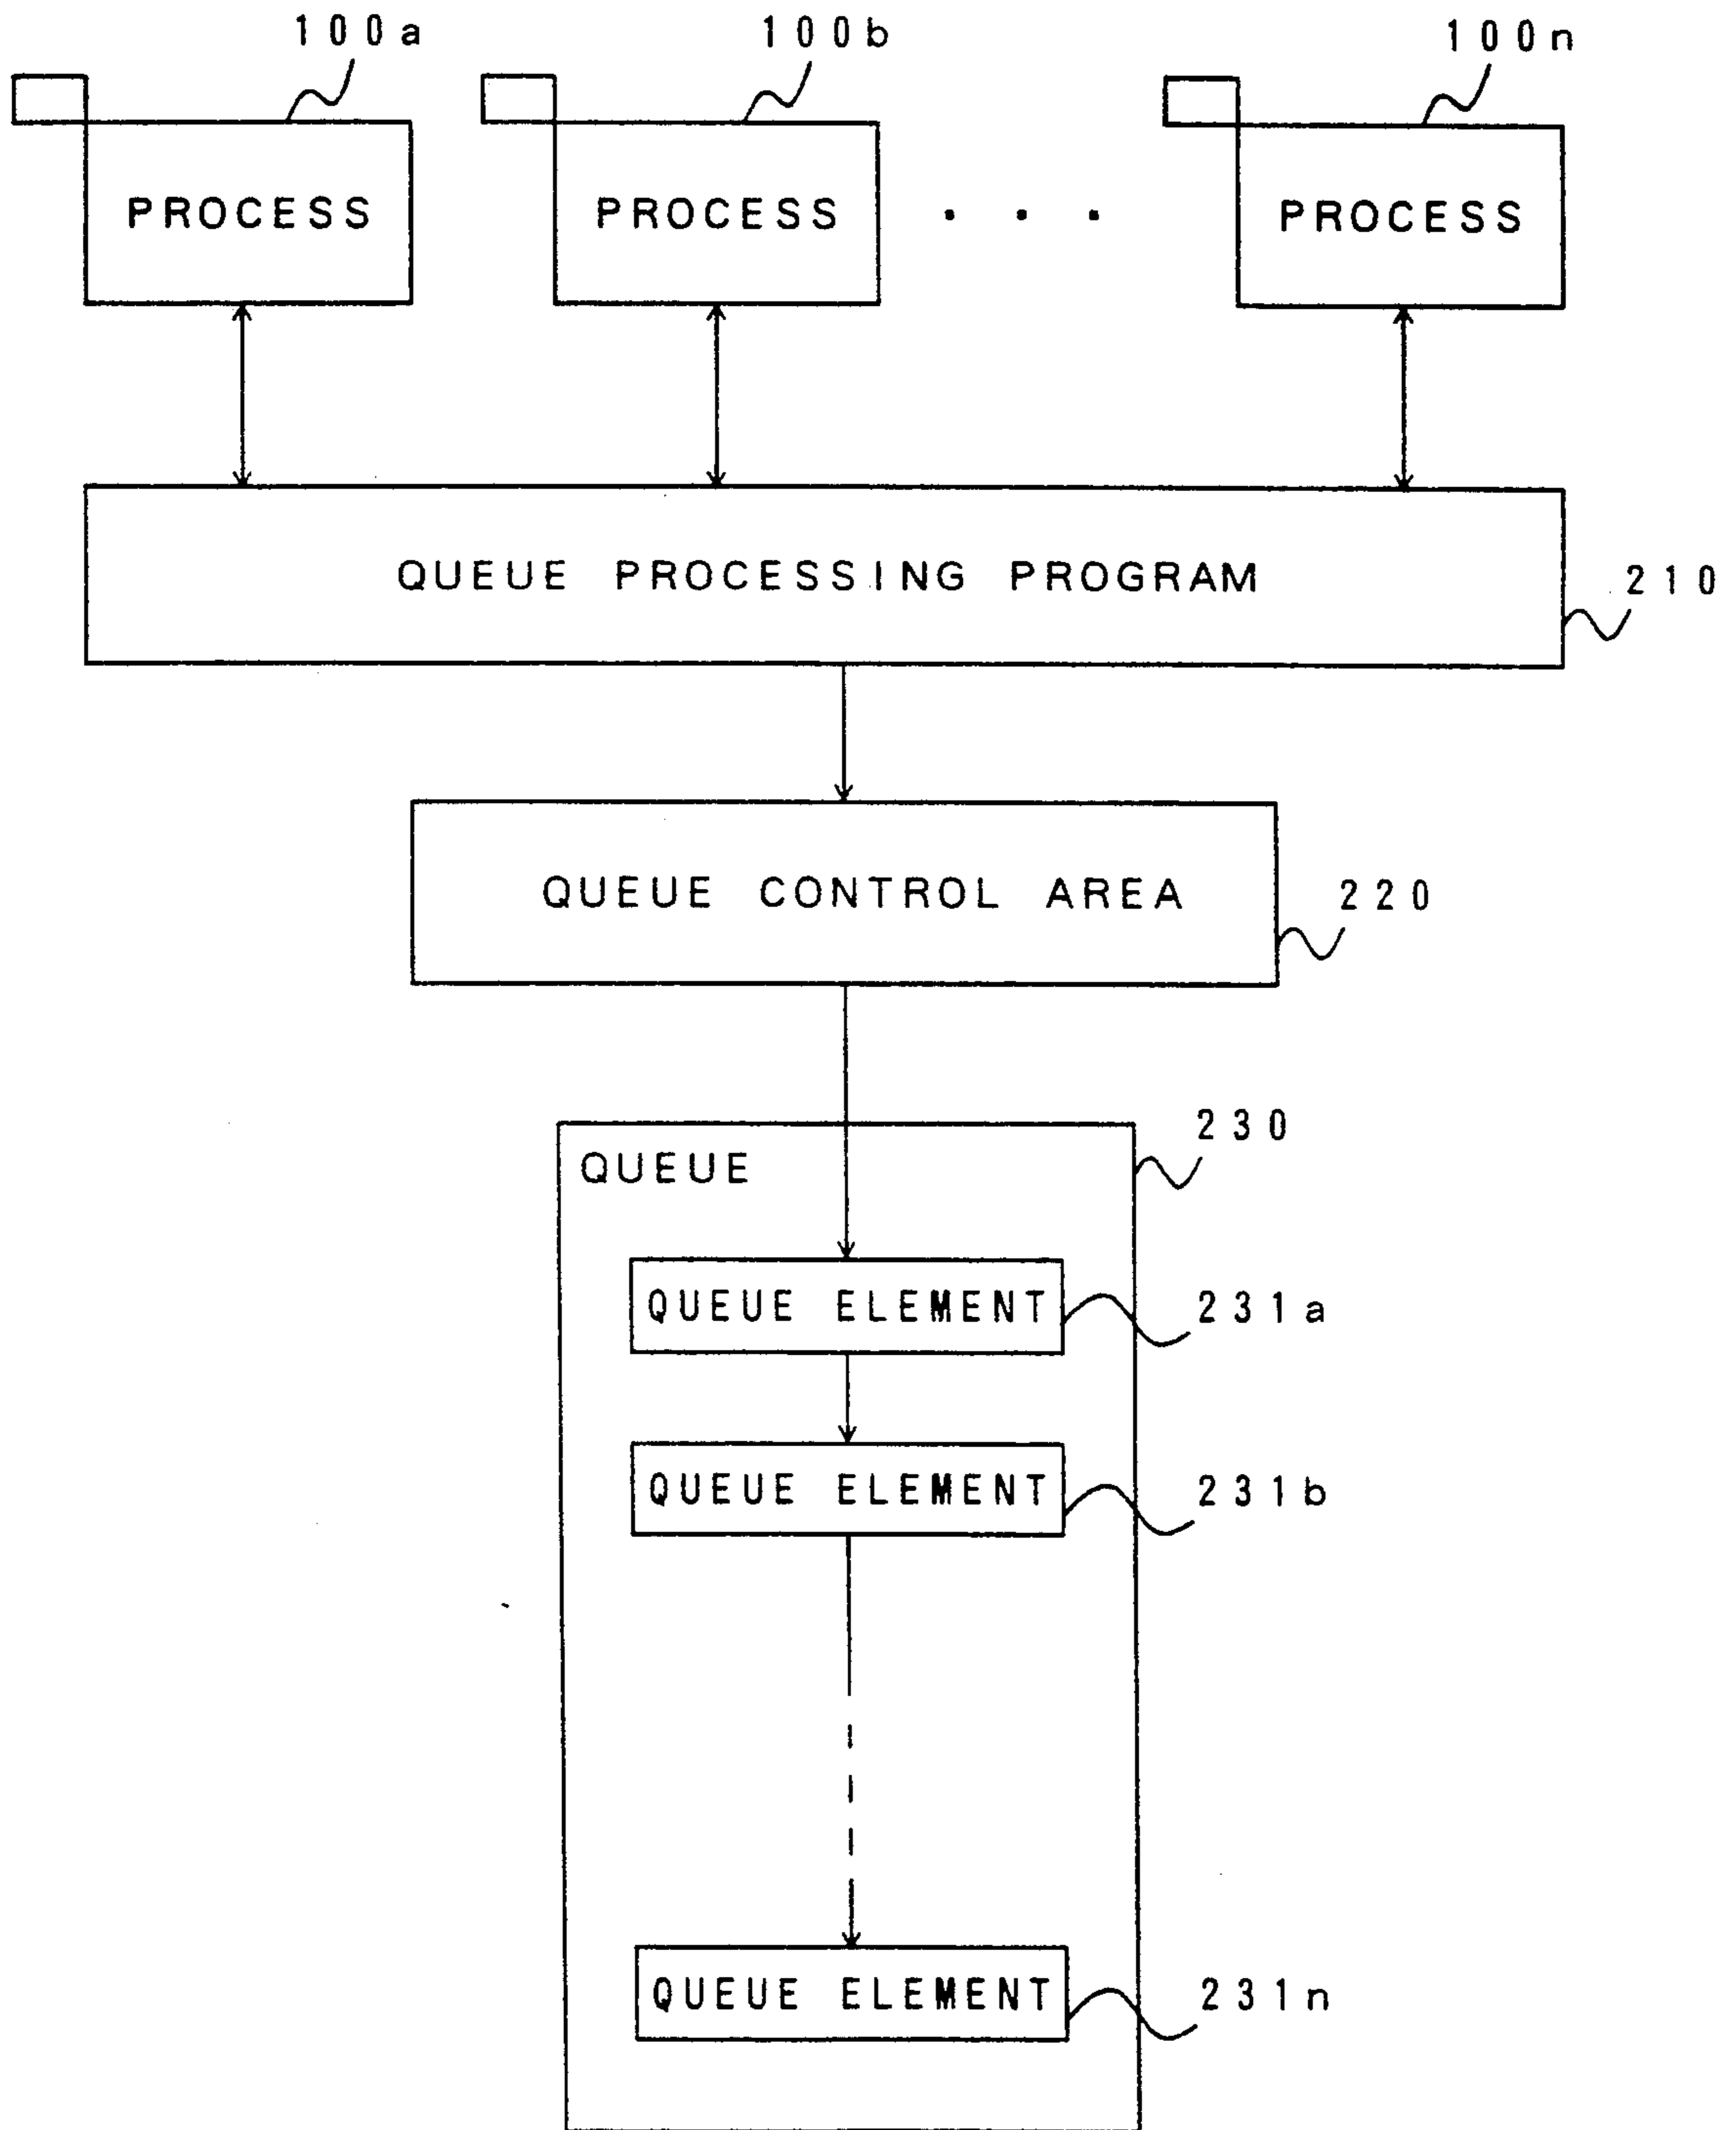 100a 100b 100n
PROCESS PROCESS . . . PROCESS
QUEUE PROCESSING PROGRAM
210
QUEUE CONTROL AREA
220
230
QUEUE
QUEUE ELEMENT
231a
QUEUE ELEMENT
231b
QUEUE ELEMENT
231n